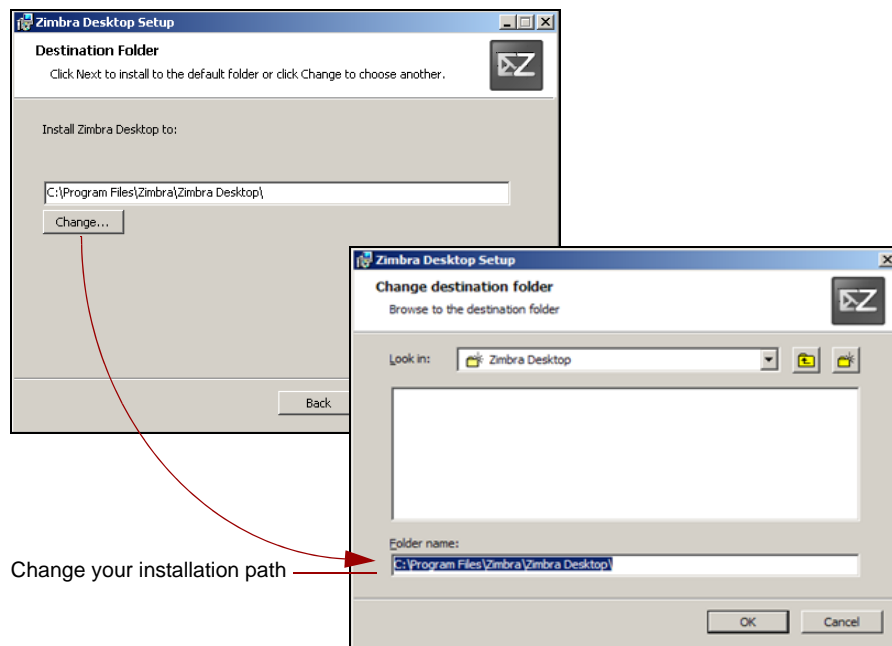 Zimbra Desktop Setup
Destination Folder
Click Next to install to the default folder or click Change to choose another.
Install Zimbra Desktop to:
C:\Program Files\Zimbra\Zimbra Desktop\
Change...
Back
Zimbra Desktop Setup
Change destination folder
Browse to the destination folder
Look in:
Zimbra Desktop
Folder name:
C:\Program Files\Zimbra\Zimbra Desktop\
Change your installation path
OK
Cancel